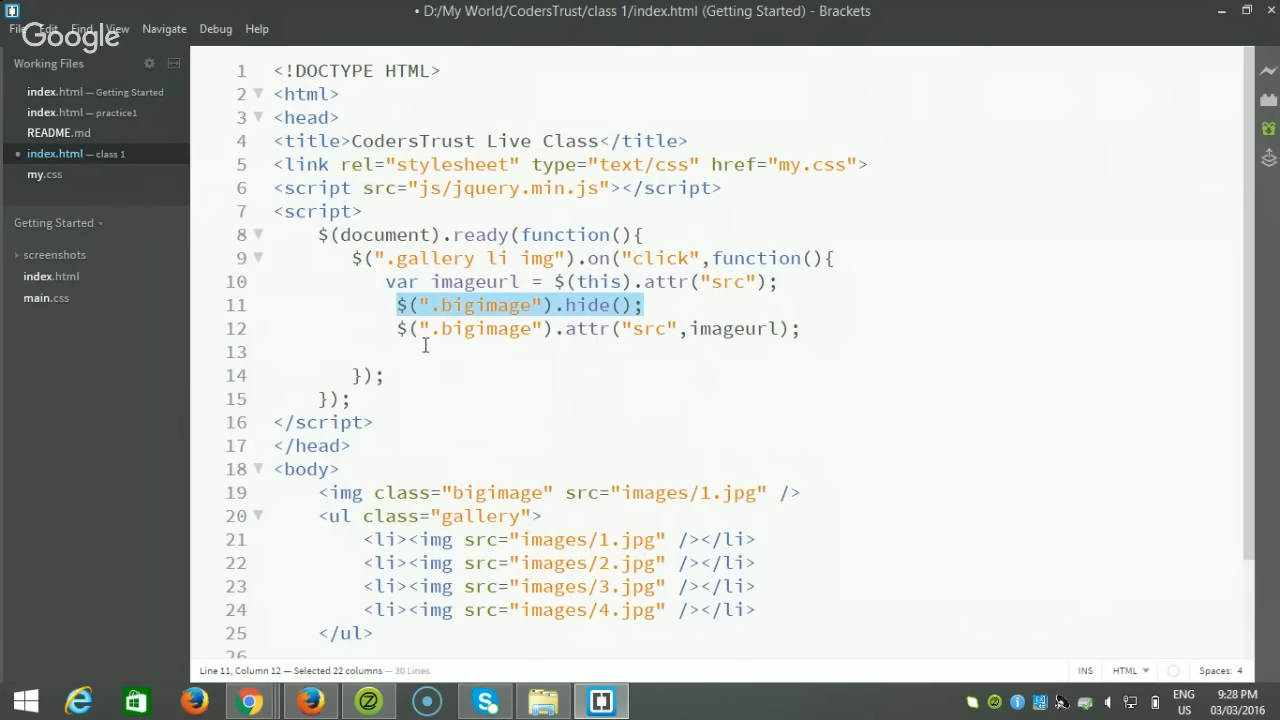 • D:/My World/CodersTrust/class 1/index.html (Getting Started) - Brackets
File Edit Find View Navigate Debug Help
Google
Working Files
index.html — Getting Started
index.html — practice1
README.md
• index.html — class 1
my.css
Getting Started
screenshots
index.html
main.css
1 <!DOCTYPE HTML>
2 <html>
3 <head>
4 <title>CodersTrust Live Class</title>
5 <link rel="stylesheet" type="text/css" href="my.css">
6 <script src="js/jquery.min.js"></script>
7 <script>
8 $(document).ready(function(){
9 $(".gallery li img").on("click",function(){
10 var imageurl = $(this).attr("src");
11 $(".bigimage").hide();
12 $(".bigimage").attr("src",imageurl);
13
14 });
15 });
16 </script>
17 </head>
18 <body>
19 <img class="bigimage" src="images/1.jpg" />
20 <ul class="gallery">
21 <li><img src="images/1.jpg" /></li>
22 <li><img src="images/2.jpg" /></li>
23 <li><img src="images/3.jpg" /></li>
24 <li><img src="images/4.jpg" /></li>
25 </ul>
26
Line 11, Column 12 — Selected 22 columns — 30 Lines
INS HTML Spaces: 4
ENG 9:28 PM
US 03/03/2016